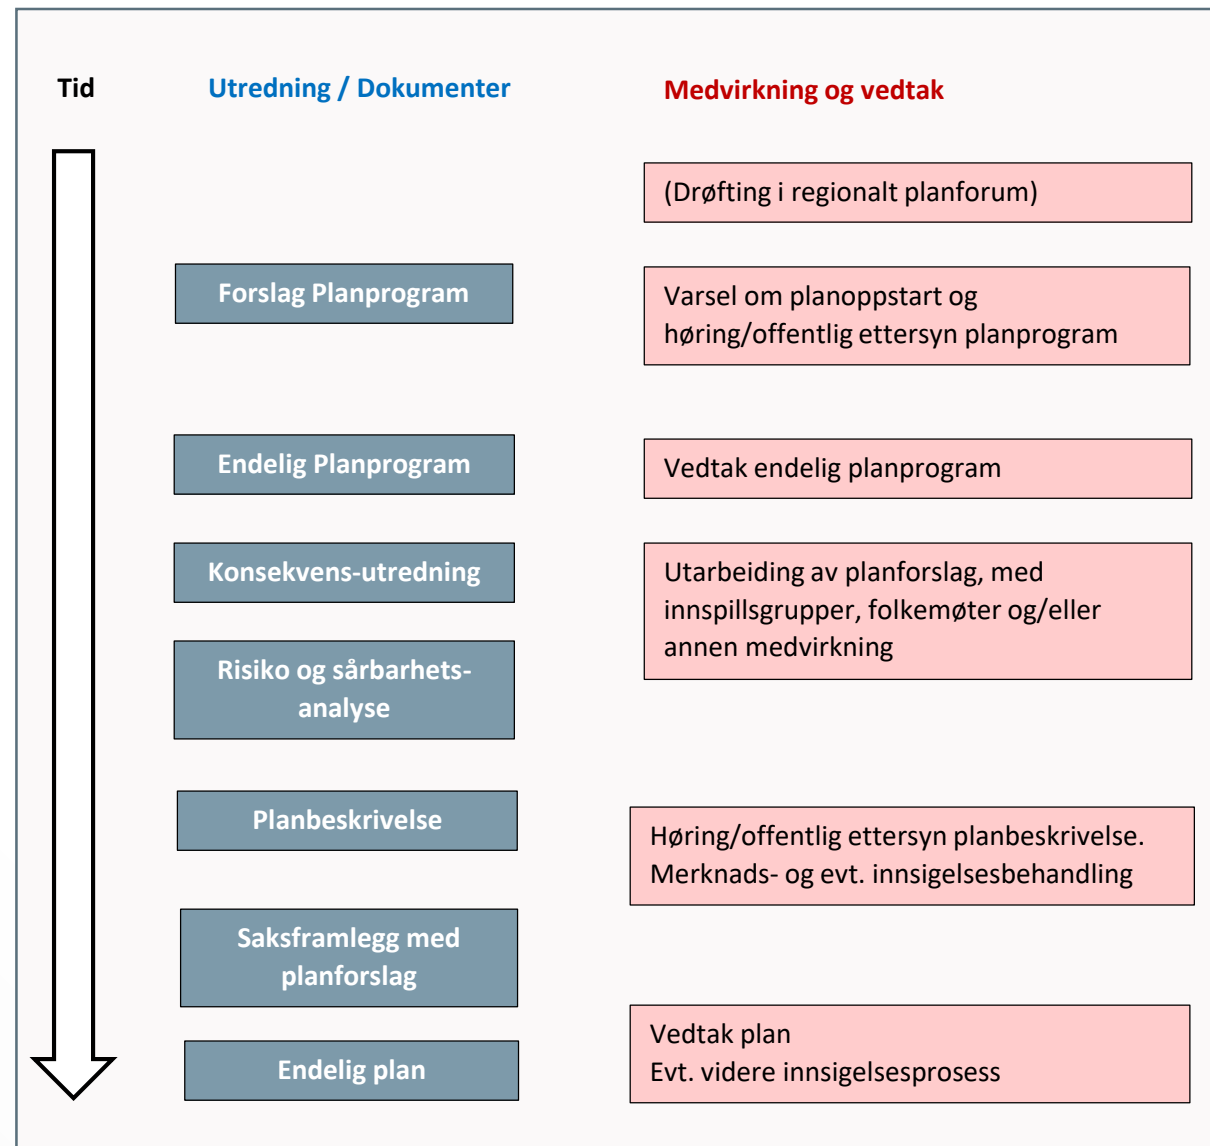 Tid
Utredning / Dokumenter
Medvirkning og vedtak
(Drøfting i regionalt planforum)
Forslag Planprogram
Varsel om planoppstart og
høring/offentlig ettersyn planprogram
Endelig Planprogram
Vedtak endelig planprogram
Konsekvens-utredning
Utarbeiding av planforslag, med
innspillsgrupper, folkemøter og/eller
annen medvirkning
Risiko og sårbarhets-
analyse
Planbeskrivelse
Høring/offentlig ettersyn planbeskrivelse.
Merknads- og evt. innsigelsesbehandling
Saksframlegg med
planforslag
Vedtak plan
Evt. videre innsigelsesprosess
Endelig plan